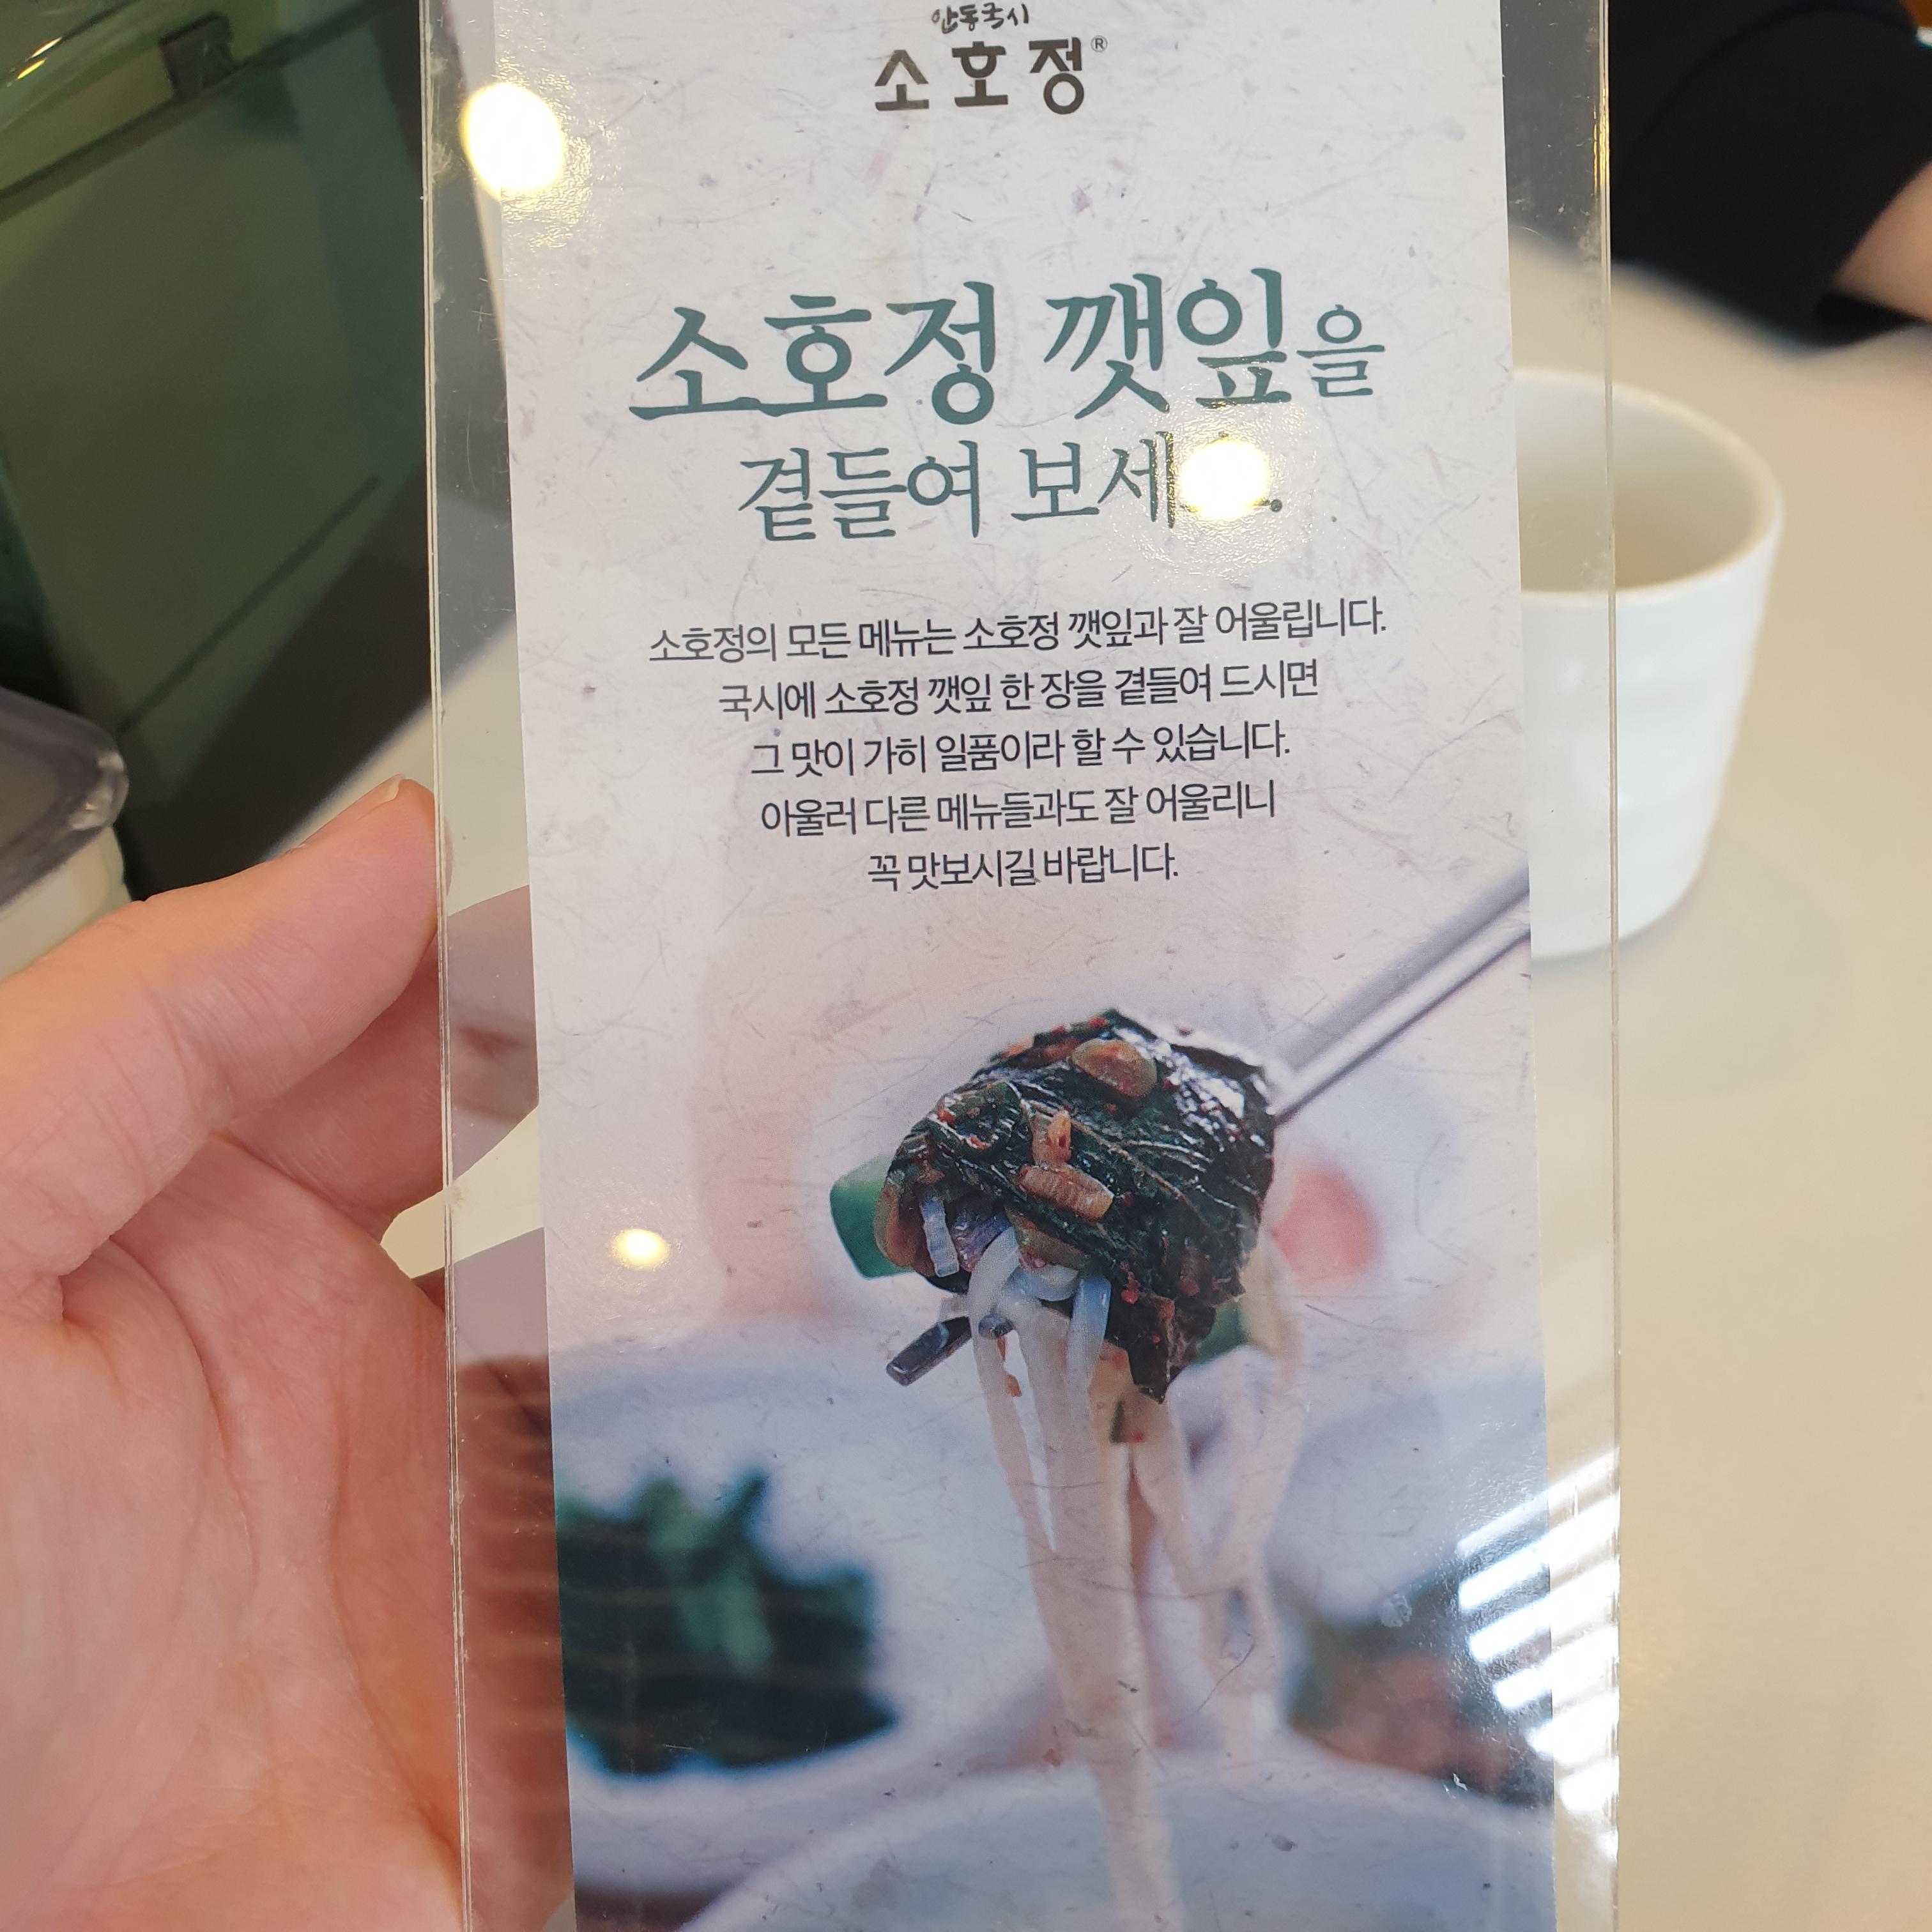 안동국시
소호정®
소호정 깻잎을
곁들여
소호정의 모든 메뉴는 소호정 깻잎과 잘 어울립니다.
국시에 소호정 깻잎 한 장을 곁들여 드시면
그 맛이 가히 일품이라 할 수 있습니다.
아울러 다른 메뉴들과도 잘 어울리니
꼭 맛보시길 바랍니다.